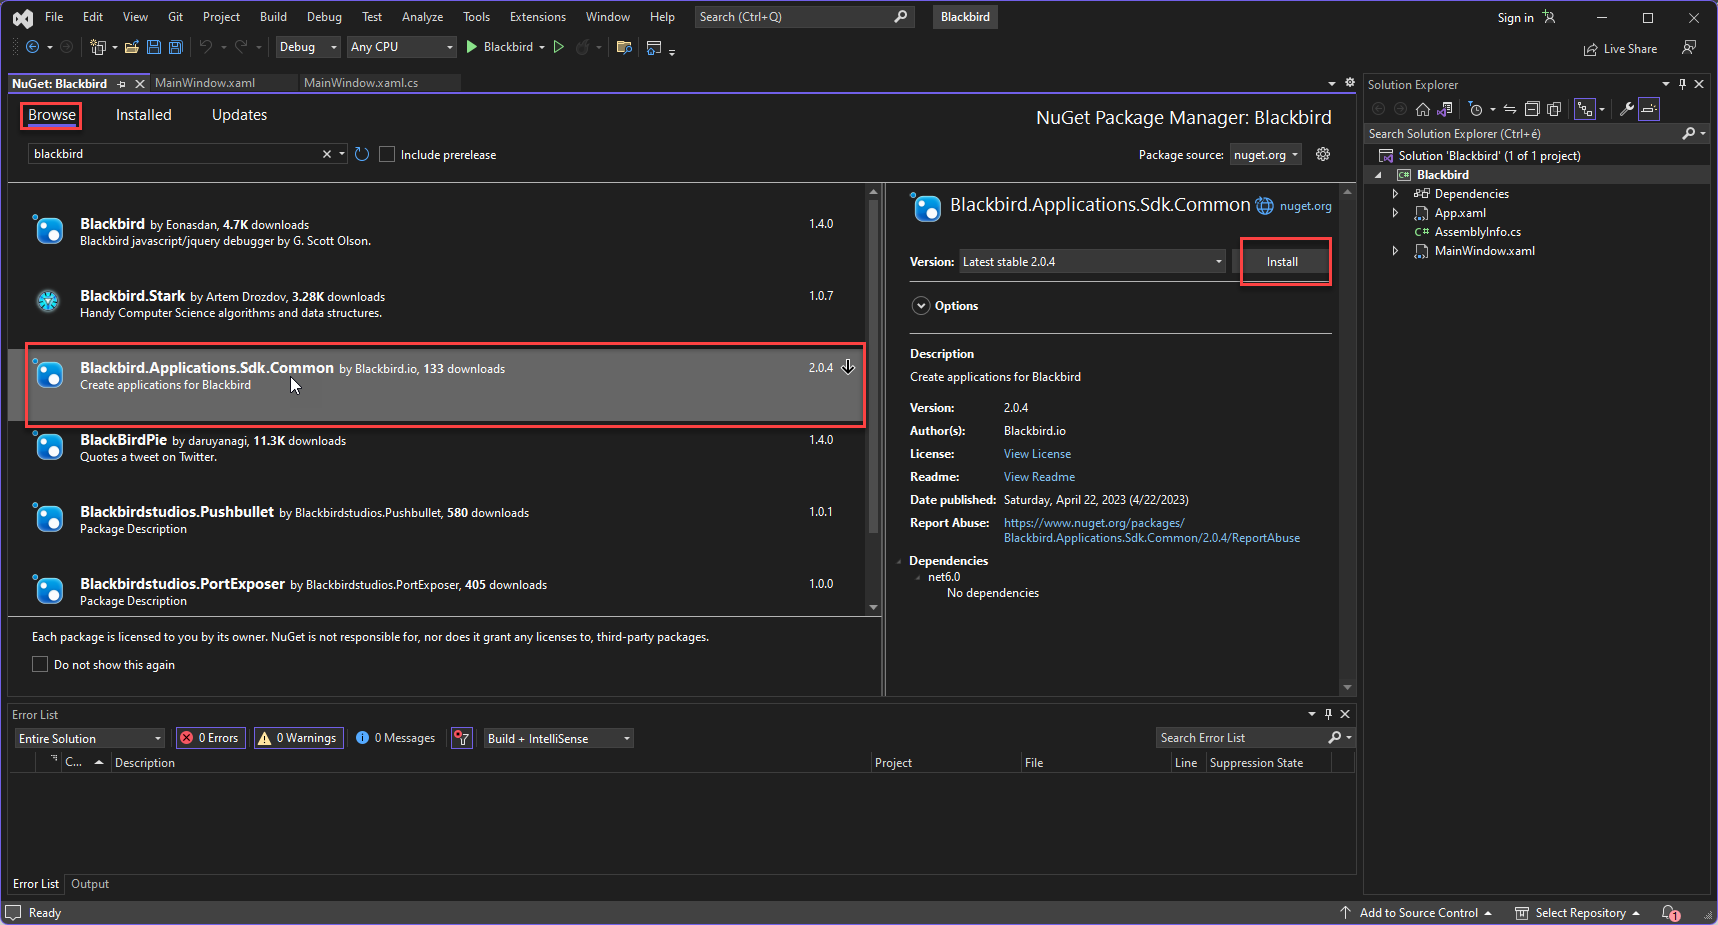 File Edit View Git Project Build Debug Test Analyze Tools Extensions Window Help Search (Ctrl+Q) Blackbird Sign in
Debug Any CPU Blackbird Live Share
NuGet: Blackbird MainWindow.xaml MainWindow.xaml.cs
Browse Installed Updates NuGet Package Manager: Blackbird
blackbird Include prerelease Package source: nuget.org
Blackbird by Eonasdan, 4.7K downloads 1.4.0
Blackbird javascript/jquery debugger by G. Scott Olson.
Blackbird.Stark by Artem Drozdov, 3.28K downloads 1.0.7
Handy Computer Science algorithms and data structures.
Blackbird.Applications.Sdk.Common by Blackbird.io, 133 downloads 2.0.4
Create applications for Blackbird
BlackBirdPie by daruyanagi, 11.3K downloads 1.4.0
Quotes a tweet on Twitter.
Blackbirdstudios.Pushbullet by Blackbirdstudios.Pushbullet, 580 downloads 1.0.1
Package Description
Blackbirdstudios.PortExposer by Blackbirdstudios.PortExposer, 405 downloads 1.0.0
Package Description
Each package is licensed to you by its owner. NuGet is not responsible for, nor does it grant any licenses to, third-party packages.
Do not show this again
Blackbird.Applications.Sdk.Common nuget.org
Version: Latest stable 2.0.4 Install
Options
Description
Create applications for Blackbird
Version: 2.0.4
Author(s): Blackbird.io
License: View License
Readme: View Readme
Date published: Saturday, April 22, 2023 (4/22/2023)
Report Abuse: https://www.nuget.org/packages/
Blackbird.Applications.Sdk.Common/2.0.4/ReportAbuse
Dependencies
net6.0
No dependencies
Solution Explorer
Search Solution Explorer (Ctrl+é)
Solution 'Blackbird' (1 of 1 project)
C# Blackbird
Dependencies
App.xaml
C# AssemblyInfo.cs
MainWindow.xaml
Error List
Entire Solution 0 Errors 0 Warnings 0 Messages Build + IntelliSense Search Error List
C... Description Project File Line Suppression State
Error List Output
Ready Add to Source Control Select Repository 1